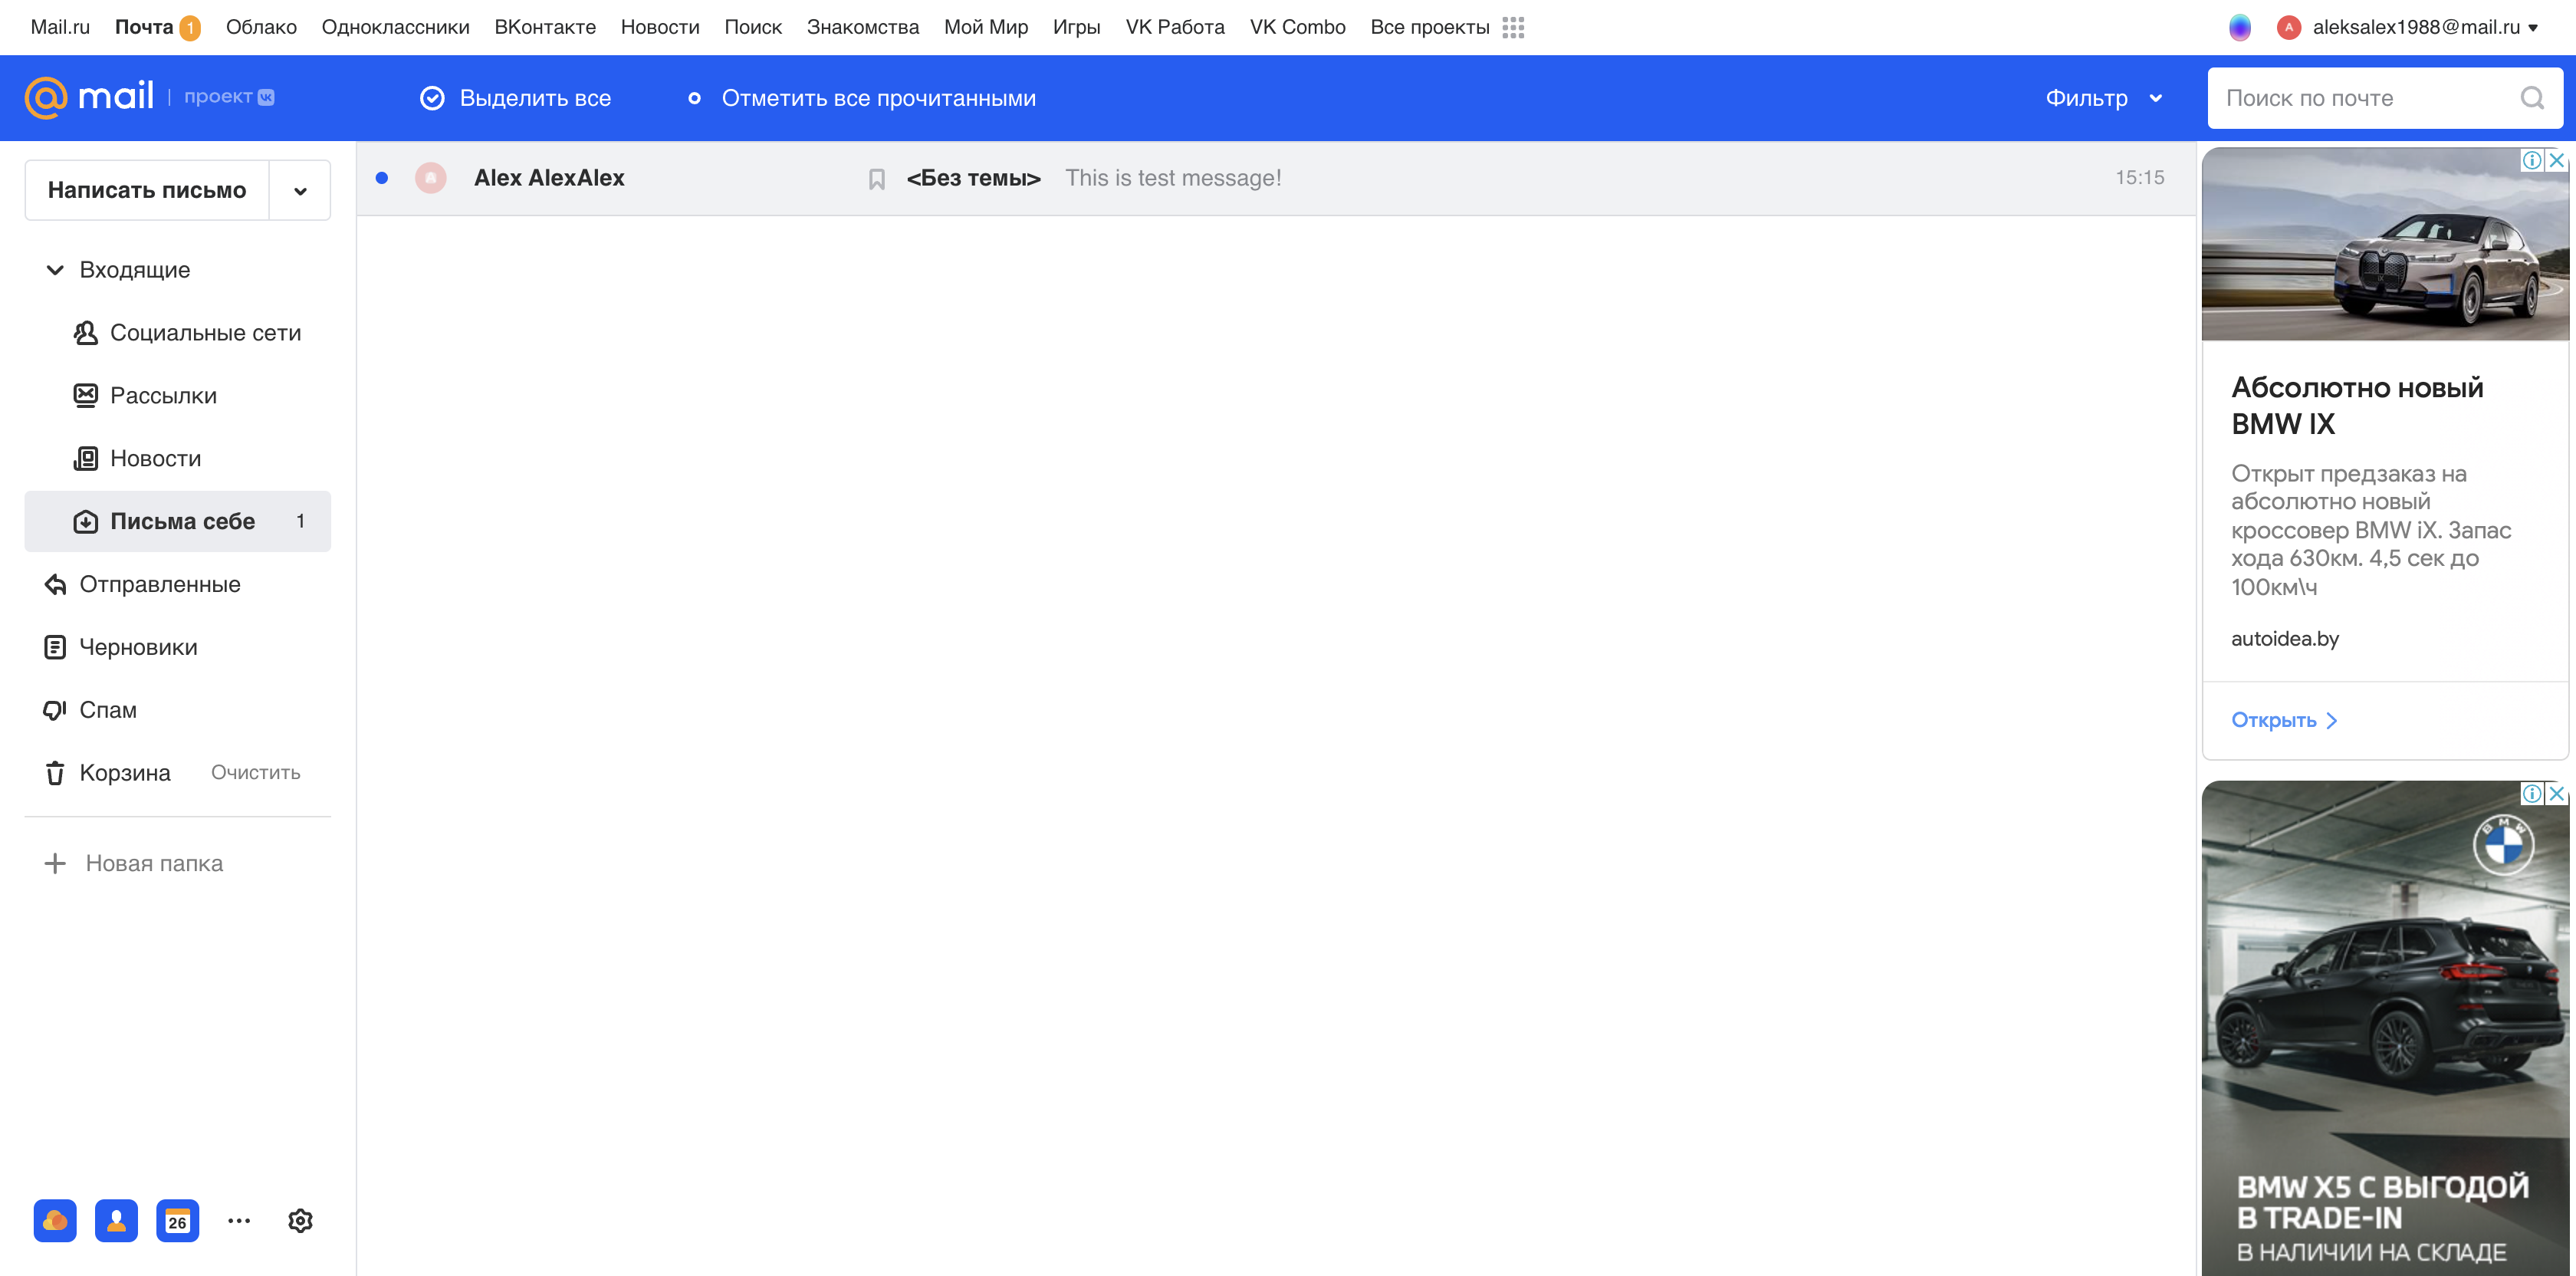 Mail.ru Почта 1 Облако Одноклассники ВКонтакте Новости Поиск Знакомства Мой Мир Игры VK Работа VK Combo Все проекты A aleksalex1988@mail.ru
@mail проект VK Выделить все Отметить все прочитанными Фильтр Поиск по почте
Написать письмо
Alex AlexAlex <Без темы> This is test message! 15:15
Входящие
Социальные сети
Рассылки
Новости
Письма себе 1
Отправленные
Черновики
Спам
Корзина Очистить
Новая папка
26
Абсолютно новый
BMW IX
Открыт предзаказ на
абсолютно новый
кроссовер BMW iX. Запас
хода 630км. 4,5 сек до
100км\ч
autoidea.by
Открыть
BMW
BMW X5 С ВЫГОДОЙ
В TRADE-IN
В НАЛИЧИИ НА СКЛАДЕ